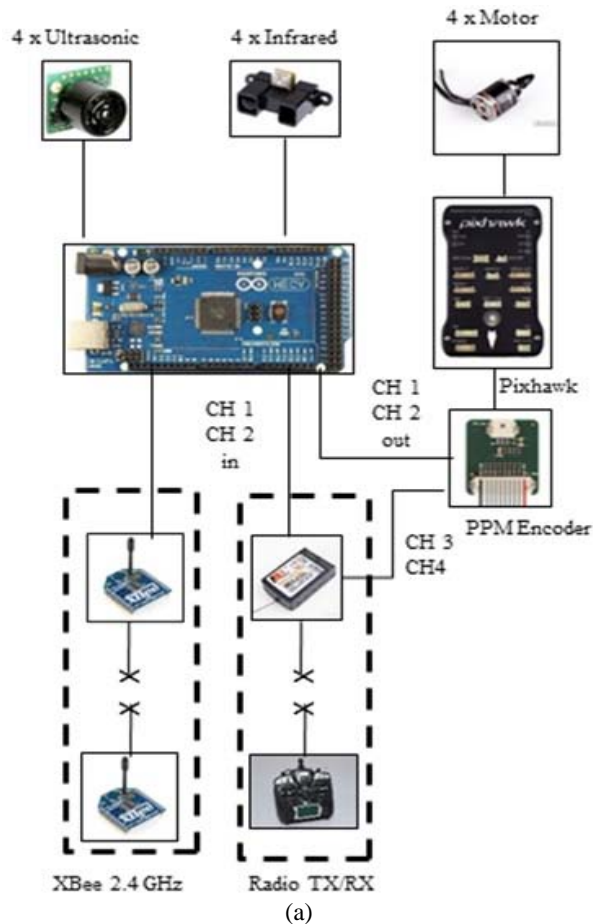 4 x Ultrasonic
4 x Infrared
4 x Motor
pixhawk
CH 1
CH 2
in
CH 1
CH 2
out
Pixhawk
PPM Encoder
CH 3
CH4
XBee 2.4 GHz
Radio TX/RX
(a)